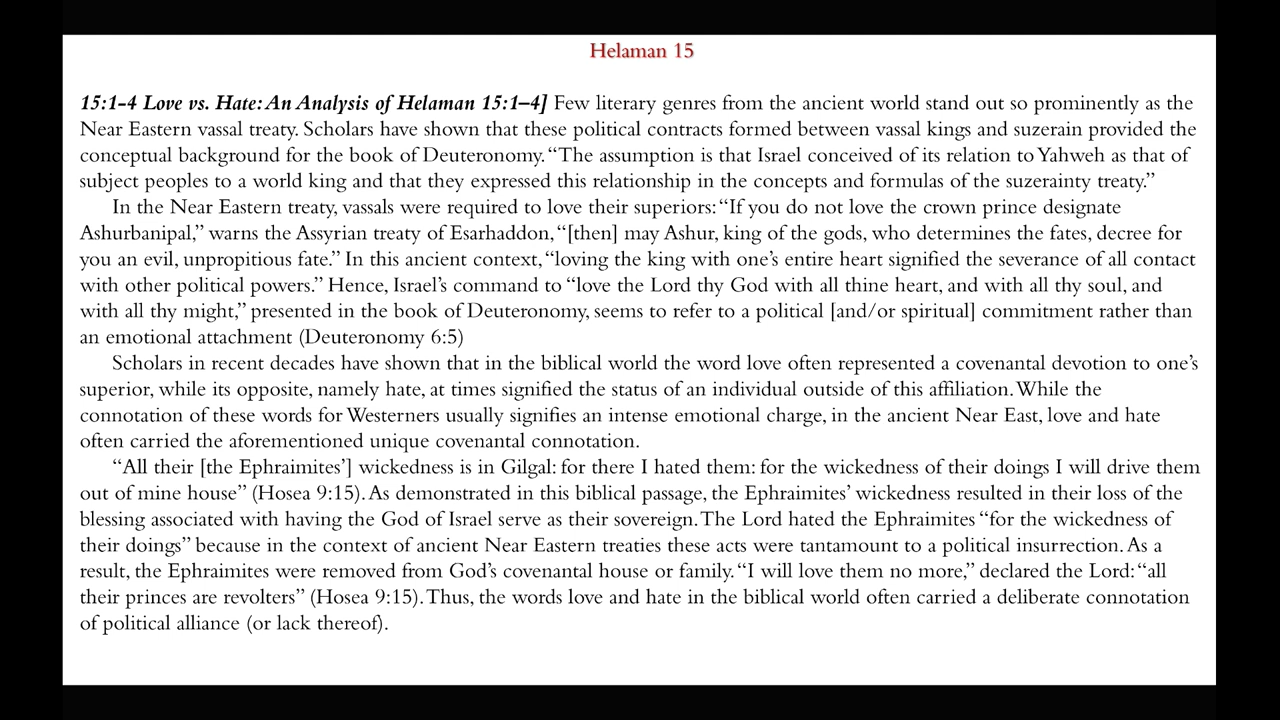 Helaman 15
15:1-4 Love vs. Hate: An Analysis of Helaman 15:1–4] Few literary genres from the ancient world stand out so prominently as the
Near Eastern vassal treaty. Scholars have shown that these political contracts formed between vassal kings and suzerain provided the
conceptual background for the book of Deuteronomy. “The assumption is that Israel conceived of its relation to Yahweh as that of
subject peoples to a world king and that they expressed this relationship in the concepts and formulas of the suzerainty treaty.”
In the Near Eastern treaty, vassals were required to love their superiors: “If you do not love the crown prince designate
Ashurbanipal,” warns the Assyrian treaty of Esarhaddon, “[then] may Ashur, king of the gods, who determines the fates, decree for
you an evil, unpropitious fate.” In this ancient context, “loving the king with one’s entire heart signified the severance of all contact
with other political powers.” Hence, Israel’s command to “love the Lord thy God with all thine heart, and with all thy soul, and
with all thy might,” presented in the book of Deuteronomy, seems to refer to a political [and/or spiritual] commitment rather than
an emotional attachment (Deuteronomy 6:5)
Scholars in recent decades have shown that in the biblical world the word love often represented a covenantal devotion to one’s
superior, while its opposite, namely hate, at times signified the status of an individual outside of this affiliation. While the
connotation of these words for Westerners usually signifies an intense emotional charge, in the ancient Near East, love and hate
often carried the aforementioned unique covenantal connotation.
“All their [the Ephraimites’] wickedness is in Gilgal: for there I hated them: for the wickedness of their doings I will drive them
out of mine house” (Hosea 9:15). As demonstrated in this biblical passage, the Ephraimites’ wickedness resulted in their loss of the
blessing associated with having the God of Israel serve as their sovereign. The Lord hated the Ephraimites “for the wickedness of
their doings” because in the context of ancient Near Eastern treaties these acts were tantamount to a political insurrection. As a
result, the Ephraimites were removed from God’s covenantal house or family. “I will love them no more,” declared the Lord: “all
their princes are revolters” (Hosea 9:15). Thus, the words love and hate in the biblical world often carried a deliberate connotation
of political alliance (or lack thereof).